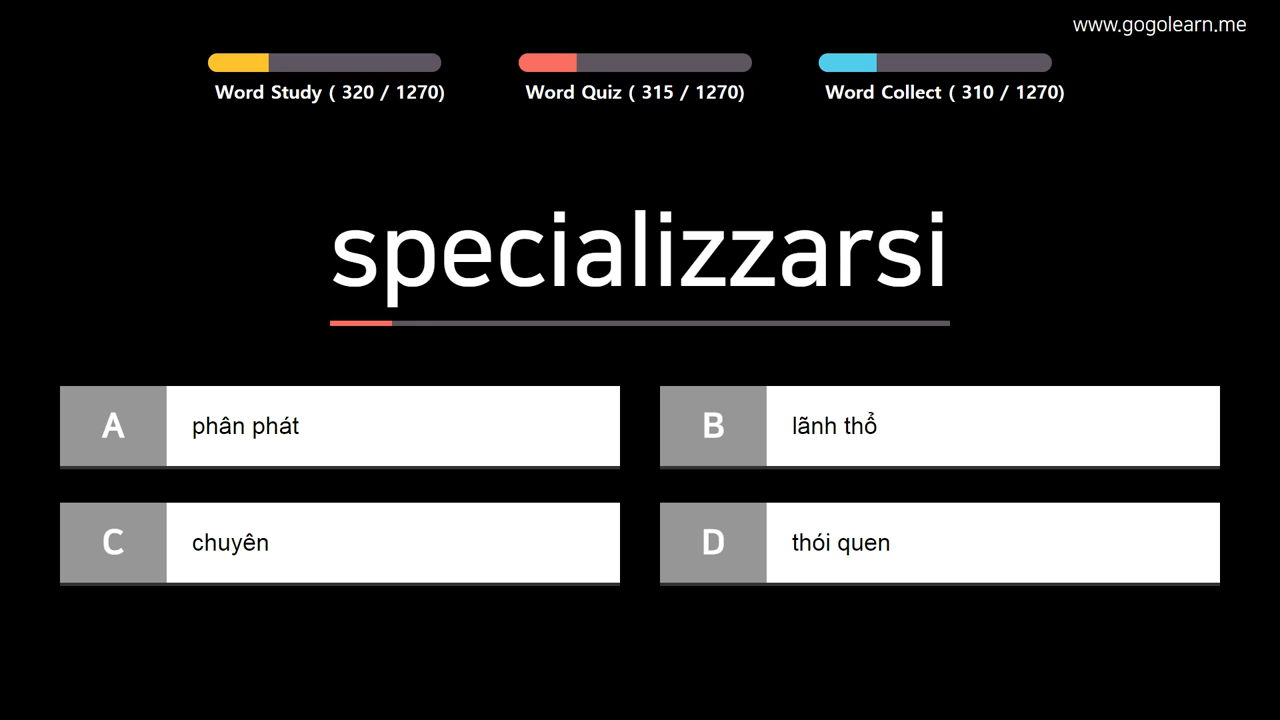 www.gogolearn.me
Word Study ( 320 / 1270)
Word Quiz ( 315 / 1270)
Word Collect ( 310 / 1270)
specializzarsi
A
phân phát
B
lãnh thổ
C
chuyên
D
thói quen